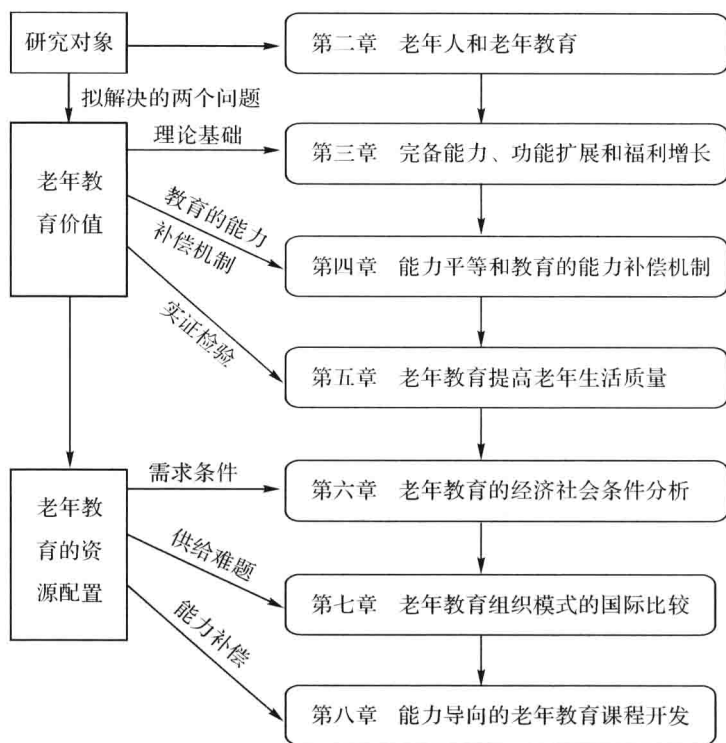 研究对象
第二章 老年人和老年教育
拟解决的两个问题
理论基础
第三章 完备能力、功能扩展和福利增长
老年教
育价值
教育的能力
补偿机制
第四章 能力平等和教育的能力补偿机制
实证检验
第五章 老年教育提高老年生活质量
需求条件
第六章 老年教育的经济社会条件分析
老年教
育的资
源配置
供给难题
第七章 老年教育组织模式的国际比较
能力补偿
第八章 能力导向的老年教育课程开发